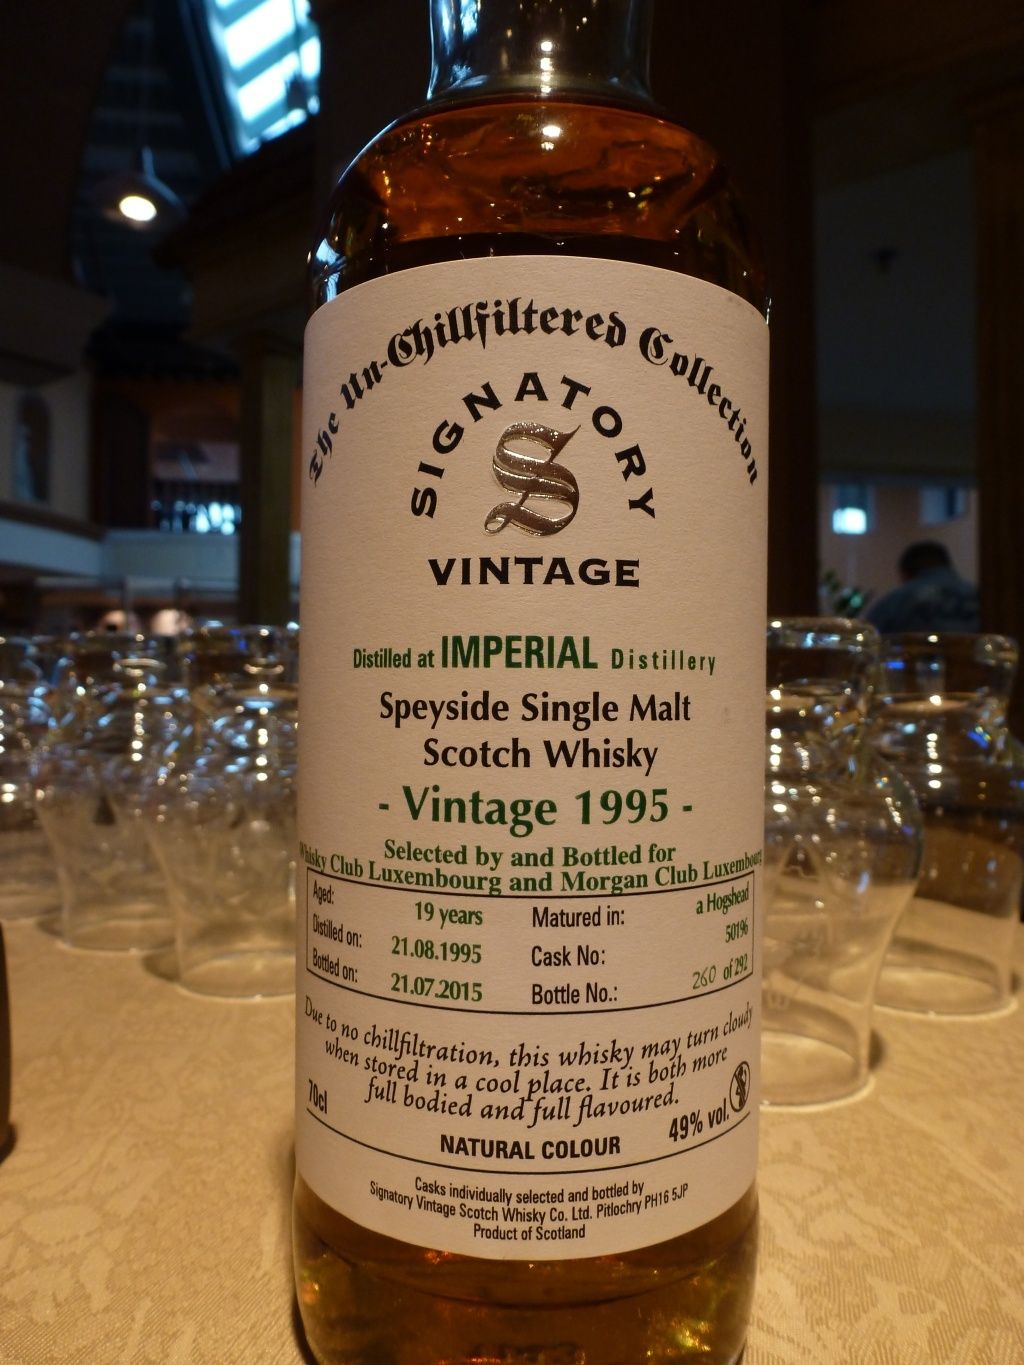 The Un-Chillfiltered Collection
SIGNATORY
S
VINTAGE
Distilled at IMPERIAL Distillery
Speyside Single Malt
Scotch Whisky
- Vintage 1995 -
Selected by and Bottled for
Whisky Club Luxembourg and Morgan Club Luxembourg
Aged: 19 years Matured in: a Hogshead
Distilled on: 21.08.1995 Cask No: 50196
Bottled on: 21.07.2015 Bottle No.: 260 of 292
Due to no chillfiltration, this whisky may turn cloudy
when stored in a cool place. It is both more
full bodied and full flavoured.
70cl NATURAL COLOUR 49% vol.
Casks individually selected and bottled by
Signatory Vintage Scotch Whisky Co. Ltd. Pitlochry PH16 5JP
Product of Scotland